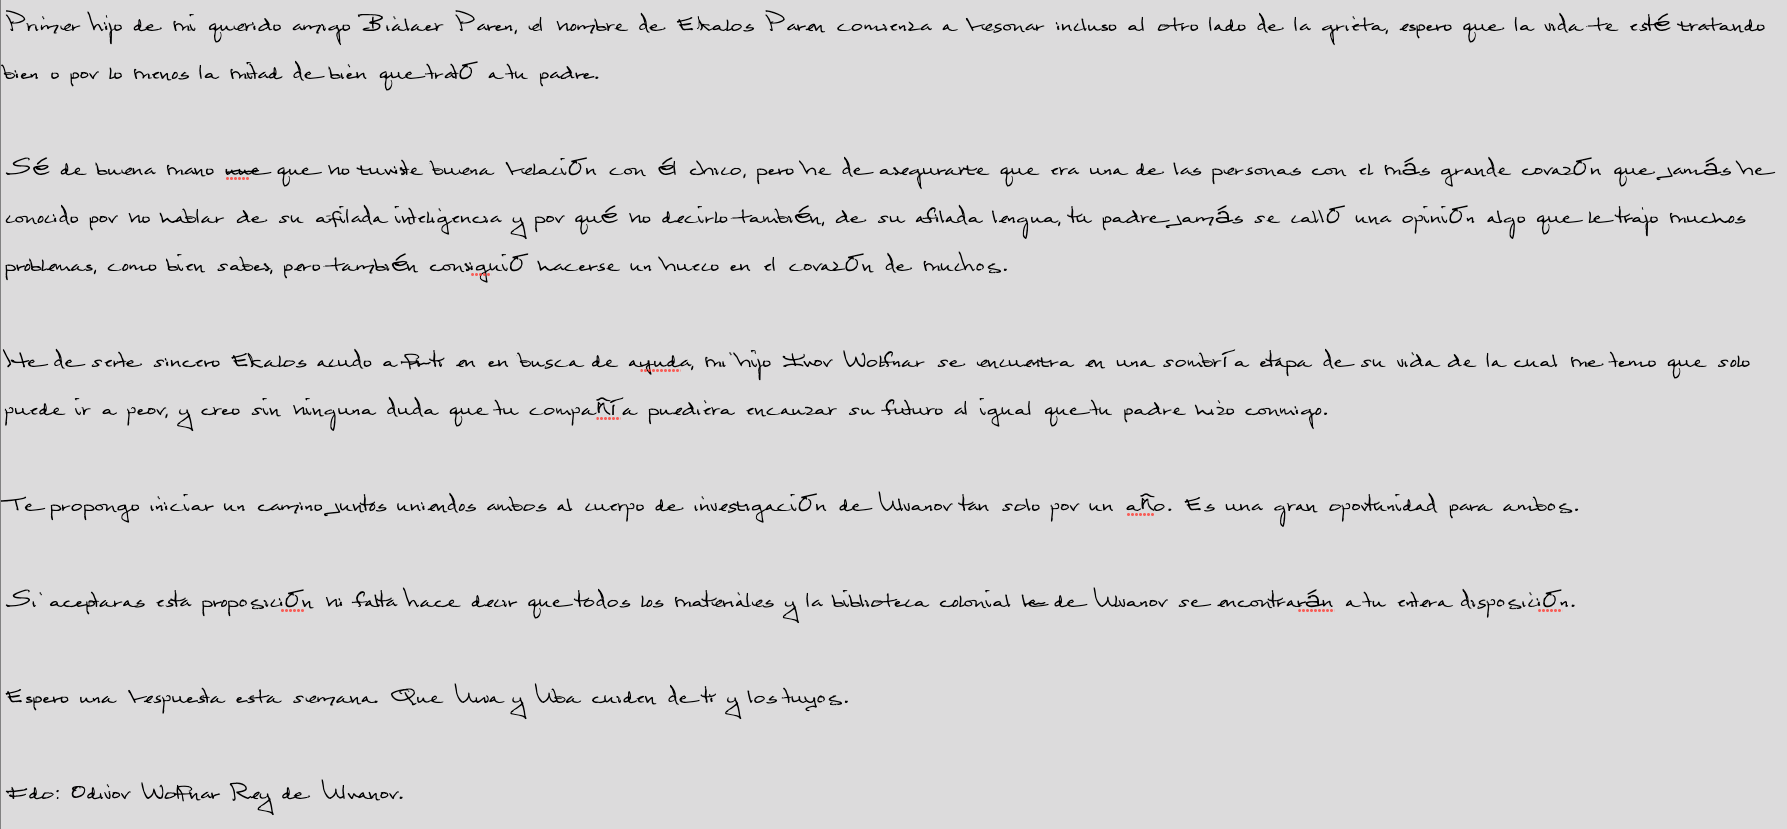 Primer hijo de mi querido amigo Bialaer Paren, el nombre de Ekalos Paren comienza a resonar incluso al otro lado de la grieta, espero que la vida te esté tratando
bien o por lo menos la mitad de bien que trató a tu padre.
Sé de buena mano que no tuviste buena relación con él chico, pero he de asegurarte que era una de las personas con el más grande corazón que jamás he
conocido por no hablar de su afilada inteligencia y por qué no decirlo también, de su afilada lengua, tu padre jamás se calló una opinión algo que le trajo muchos
problemas, como bien sabes, pero también consiguió hacerse un hueco en el corazón de muchos.
He de serte sincero Ekalos acudo a ti en en busca de ayuda, mi hijo Ivor Wolfnar se encuentra en una sombría etapa de su vida de la cual me temo que solo
puede ir a peor, y creo sin ninguna duda que tu compañía puediera encauzar su futuro al igual que tu padre hizo conmigo.
Te propongo iniciar un camino juntos uniendos ambos al cuerpo de investigación de Ulvanor tan solo por un año. Es una gran oportunidad para ambos.
Si aceptaras esta proposición ni falta hace decir que todos los materiales y la biblioteca colonial de Ulvanor se encontrarán a tu entera disposición.
Espero una respuesta esta semana. Que Uma y Uba cuiden de ti y los tuyos.
Fdo: Odivor Wolfnar Rey de Ulvanor.